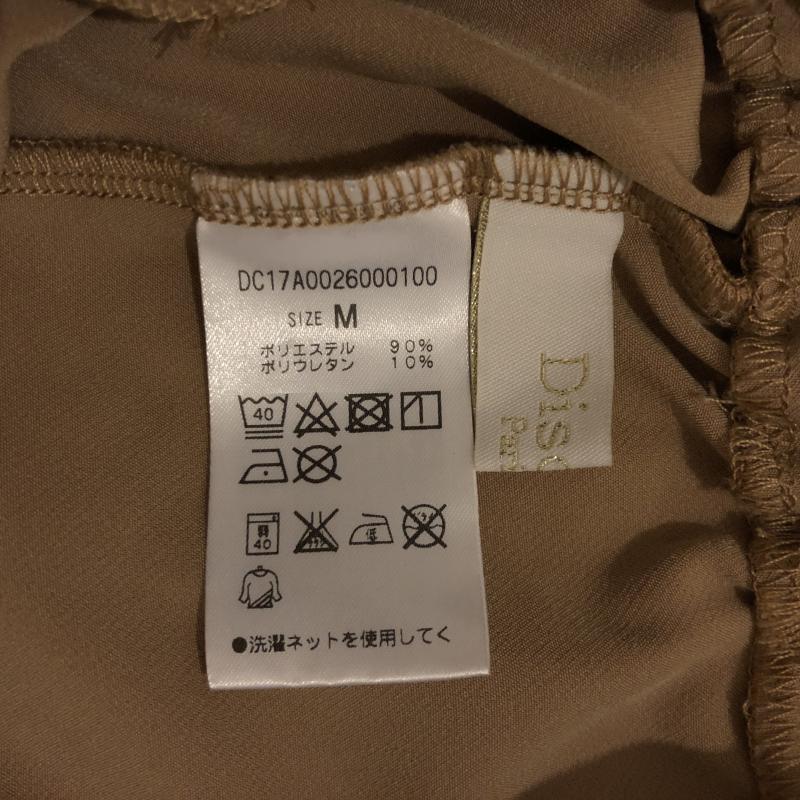 DC17A0026000100
SIZE M
ポリエステル 90%
ポリウレタン 10%
40
弱
40
低
●洗濯ネットを使用してく
Disc
Par